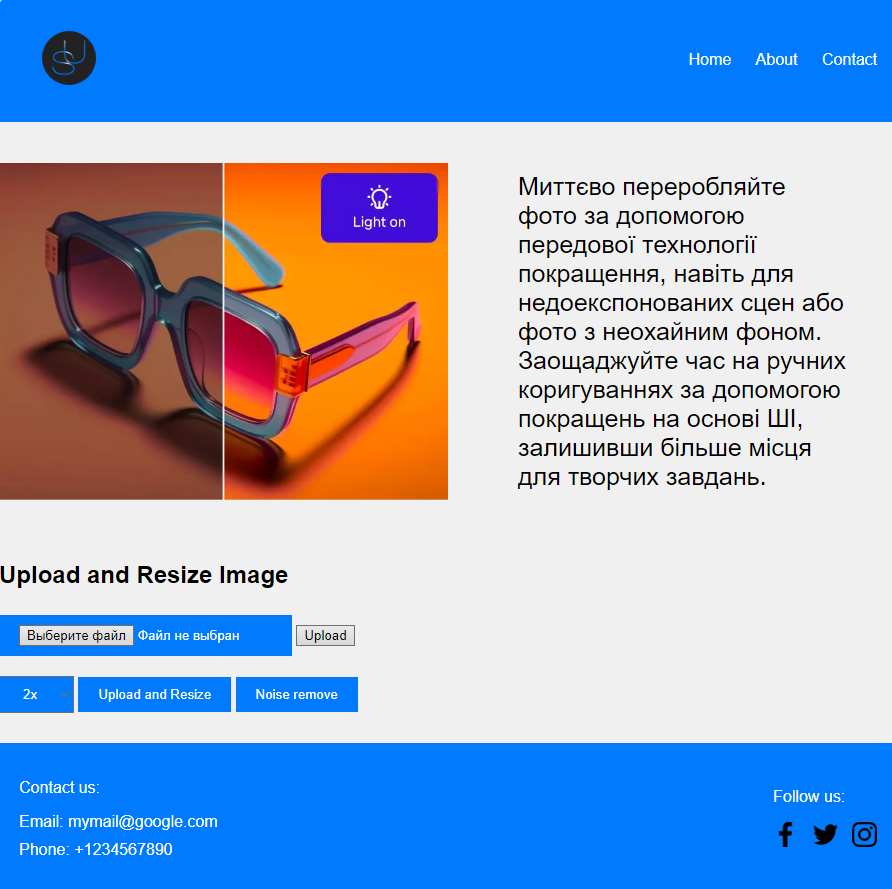 Home About Contact
Light on
Миттєво переробляйте
фото за допомогою
передової технології
покращення, навіть для
недоекспонованих сцен або
фото з неохайним фоном.
Заощаджуйте час на ручних
коригуваннях за допомогою
покращень на основі ШІ,
залишивши більше місця
для творчих завдань.
Upload and Resize Image
Выберите файл Файл не выбран Upload
2x Upload and Resize Noise remove
Contact us:
Email: mymail@google.com
Phone: +1234567890
Follow us: